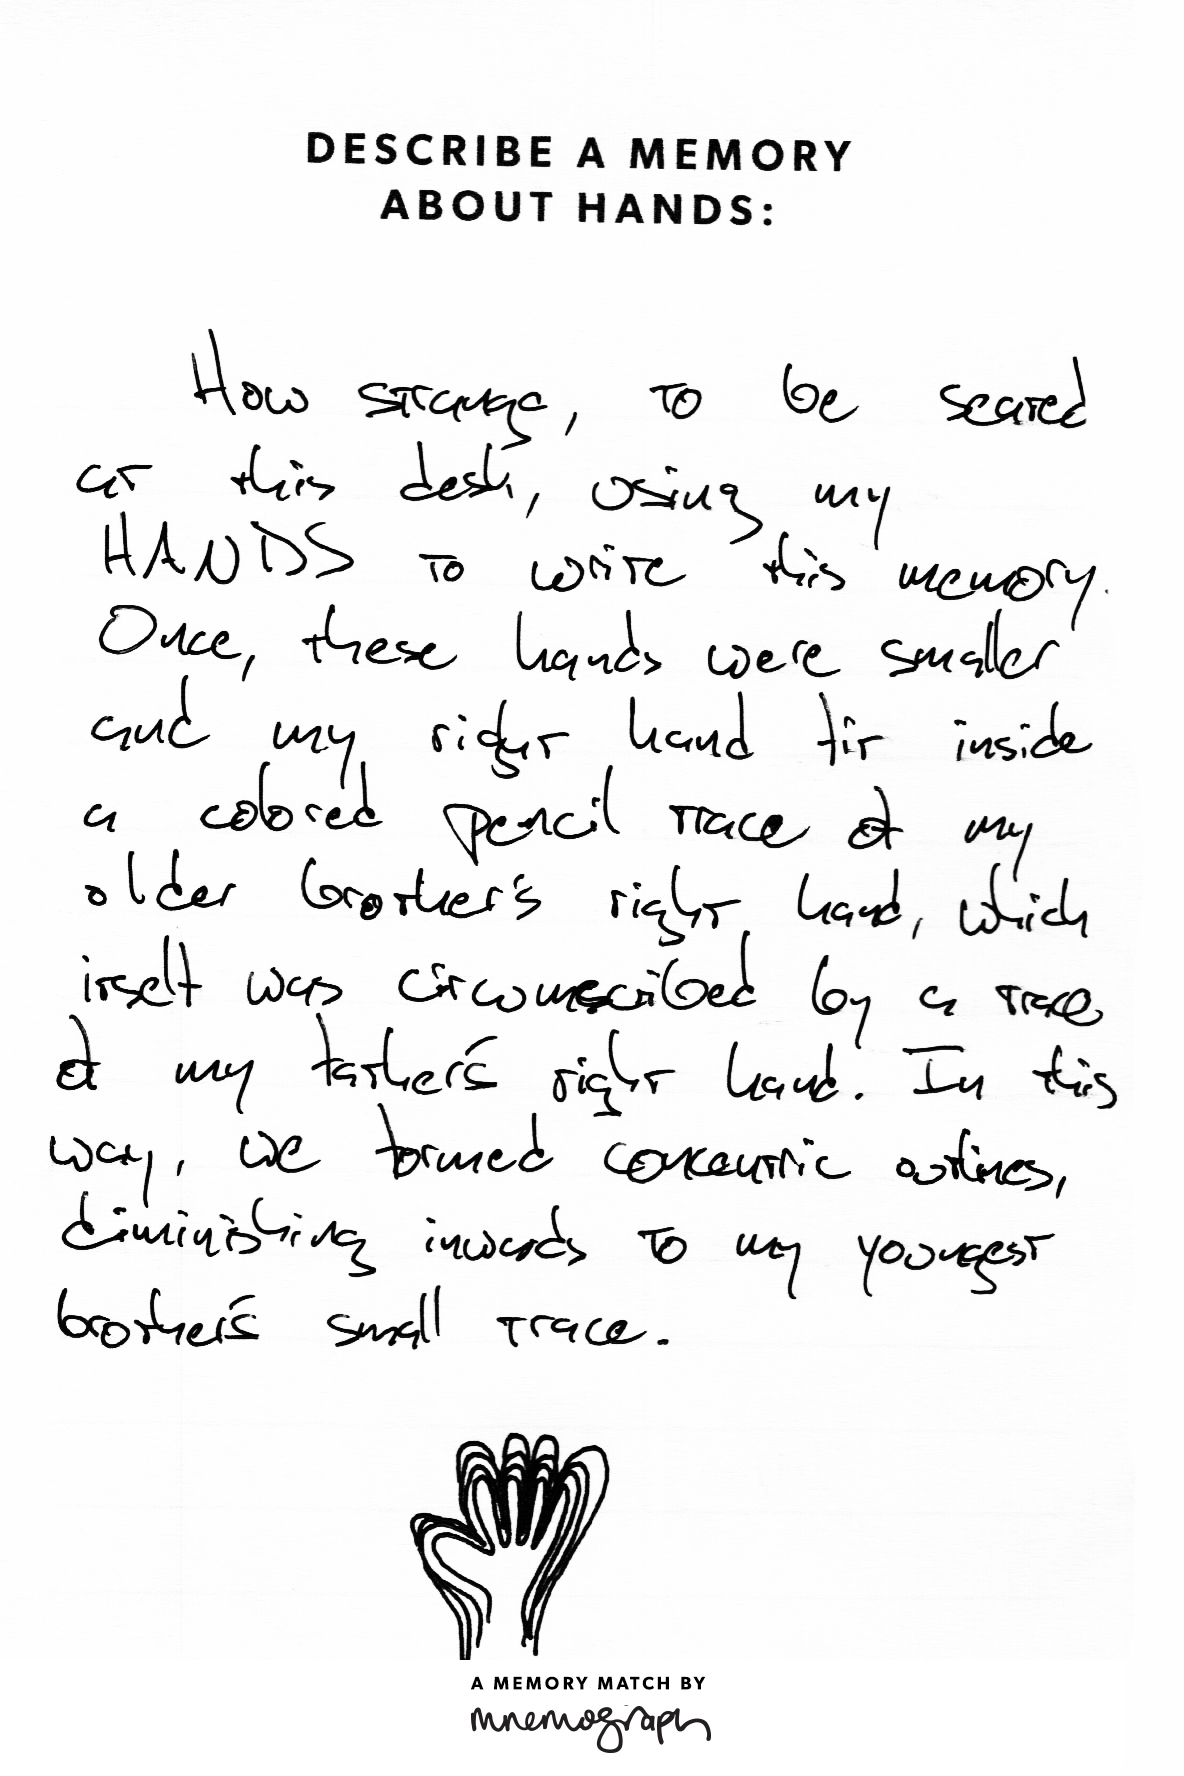 DESCRIBE A MEMORY
ABOUT HANDS:
How strange, to be seated
at this desk, using my
HANDS to write this memory.
Once, these hands were smaller
and my right hand fit inside
a colored pencil trace of my
older brother's right hand, which
itself was circumscribed by a trace
of my father's right hand. In this
way, we formed concentric outlines,
diminishing inwards to my youngest
brother's small trace.
A MEMORY MATCH BY
mnemograph